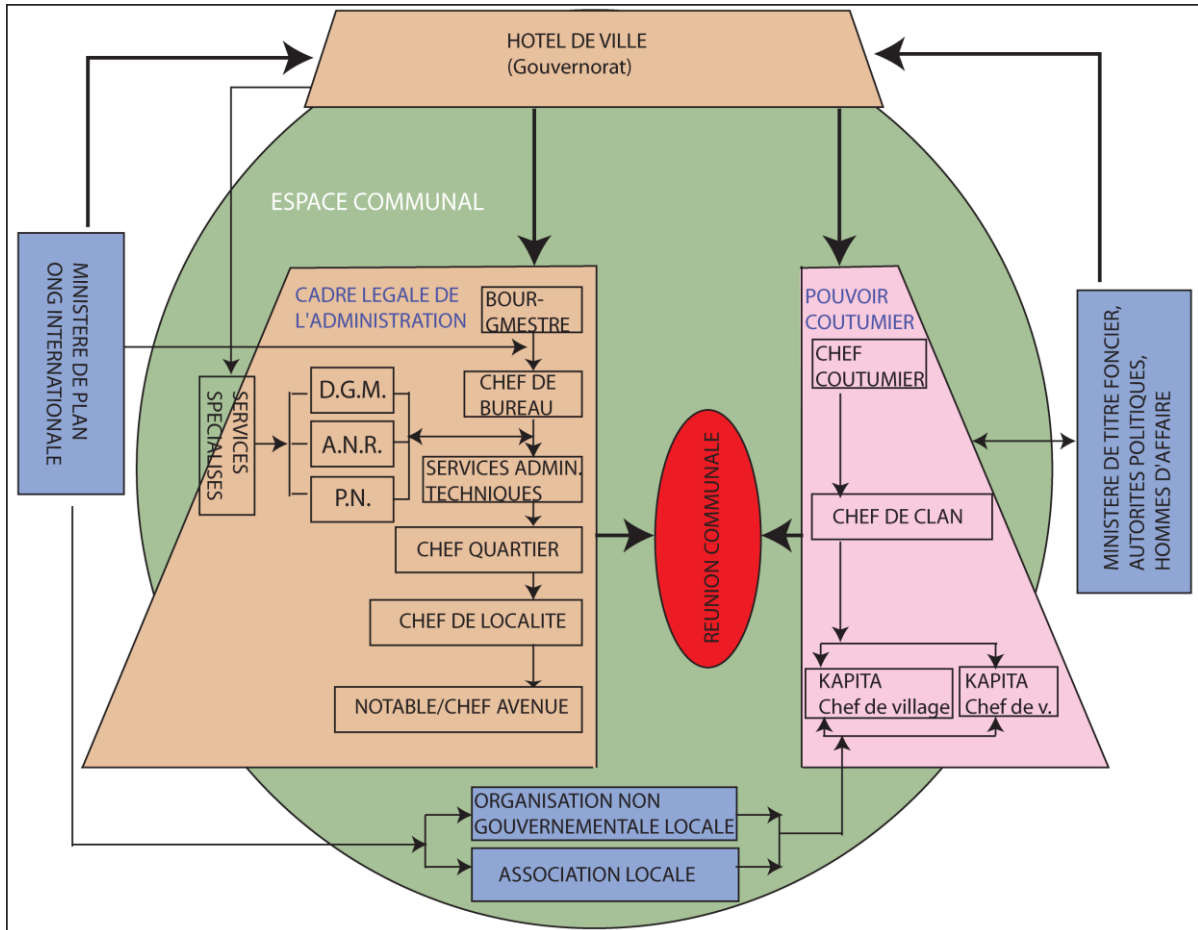 HOTEL DE VILLE
(Gouvernorat)
ESPACE COMMUNAL
MINISTERE DE PLAN
ONG INTERNATIONALE
CADRE LEGALE DE
L'ADMINISTRATION
BOUR-
GMESTRE
CHEF DE
BUREAU
SERVICES
SPECIALISES
D.G.M.
A.N.R.
P.N.
SERVICES ADMIN.
TECHNIQUES
CHEF QUARTIER
CHEF DE LOCALITE
NOTABLE/CHEF AVENUE
REUNION COMMUNALE
POUVOIR
COUTUMIER
CHEF
COUTUMIER
CHEF DE CLAN
KAPITA
Chef de village
KAPITA
Chef de v.
MINISTERE DE TITRE FONCIER,
AUTORITES POLITIQUES,
HOMMES D'AFFAIRE
ORGANISATION NON
GOUVERNEMENTALE LOCALE
ASSOCIATION LOCALE